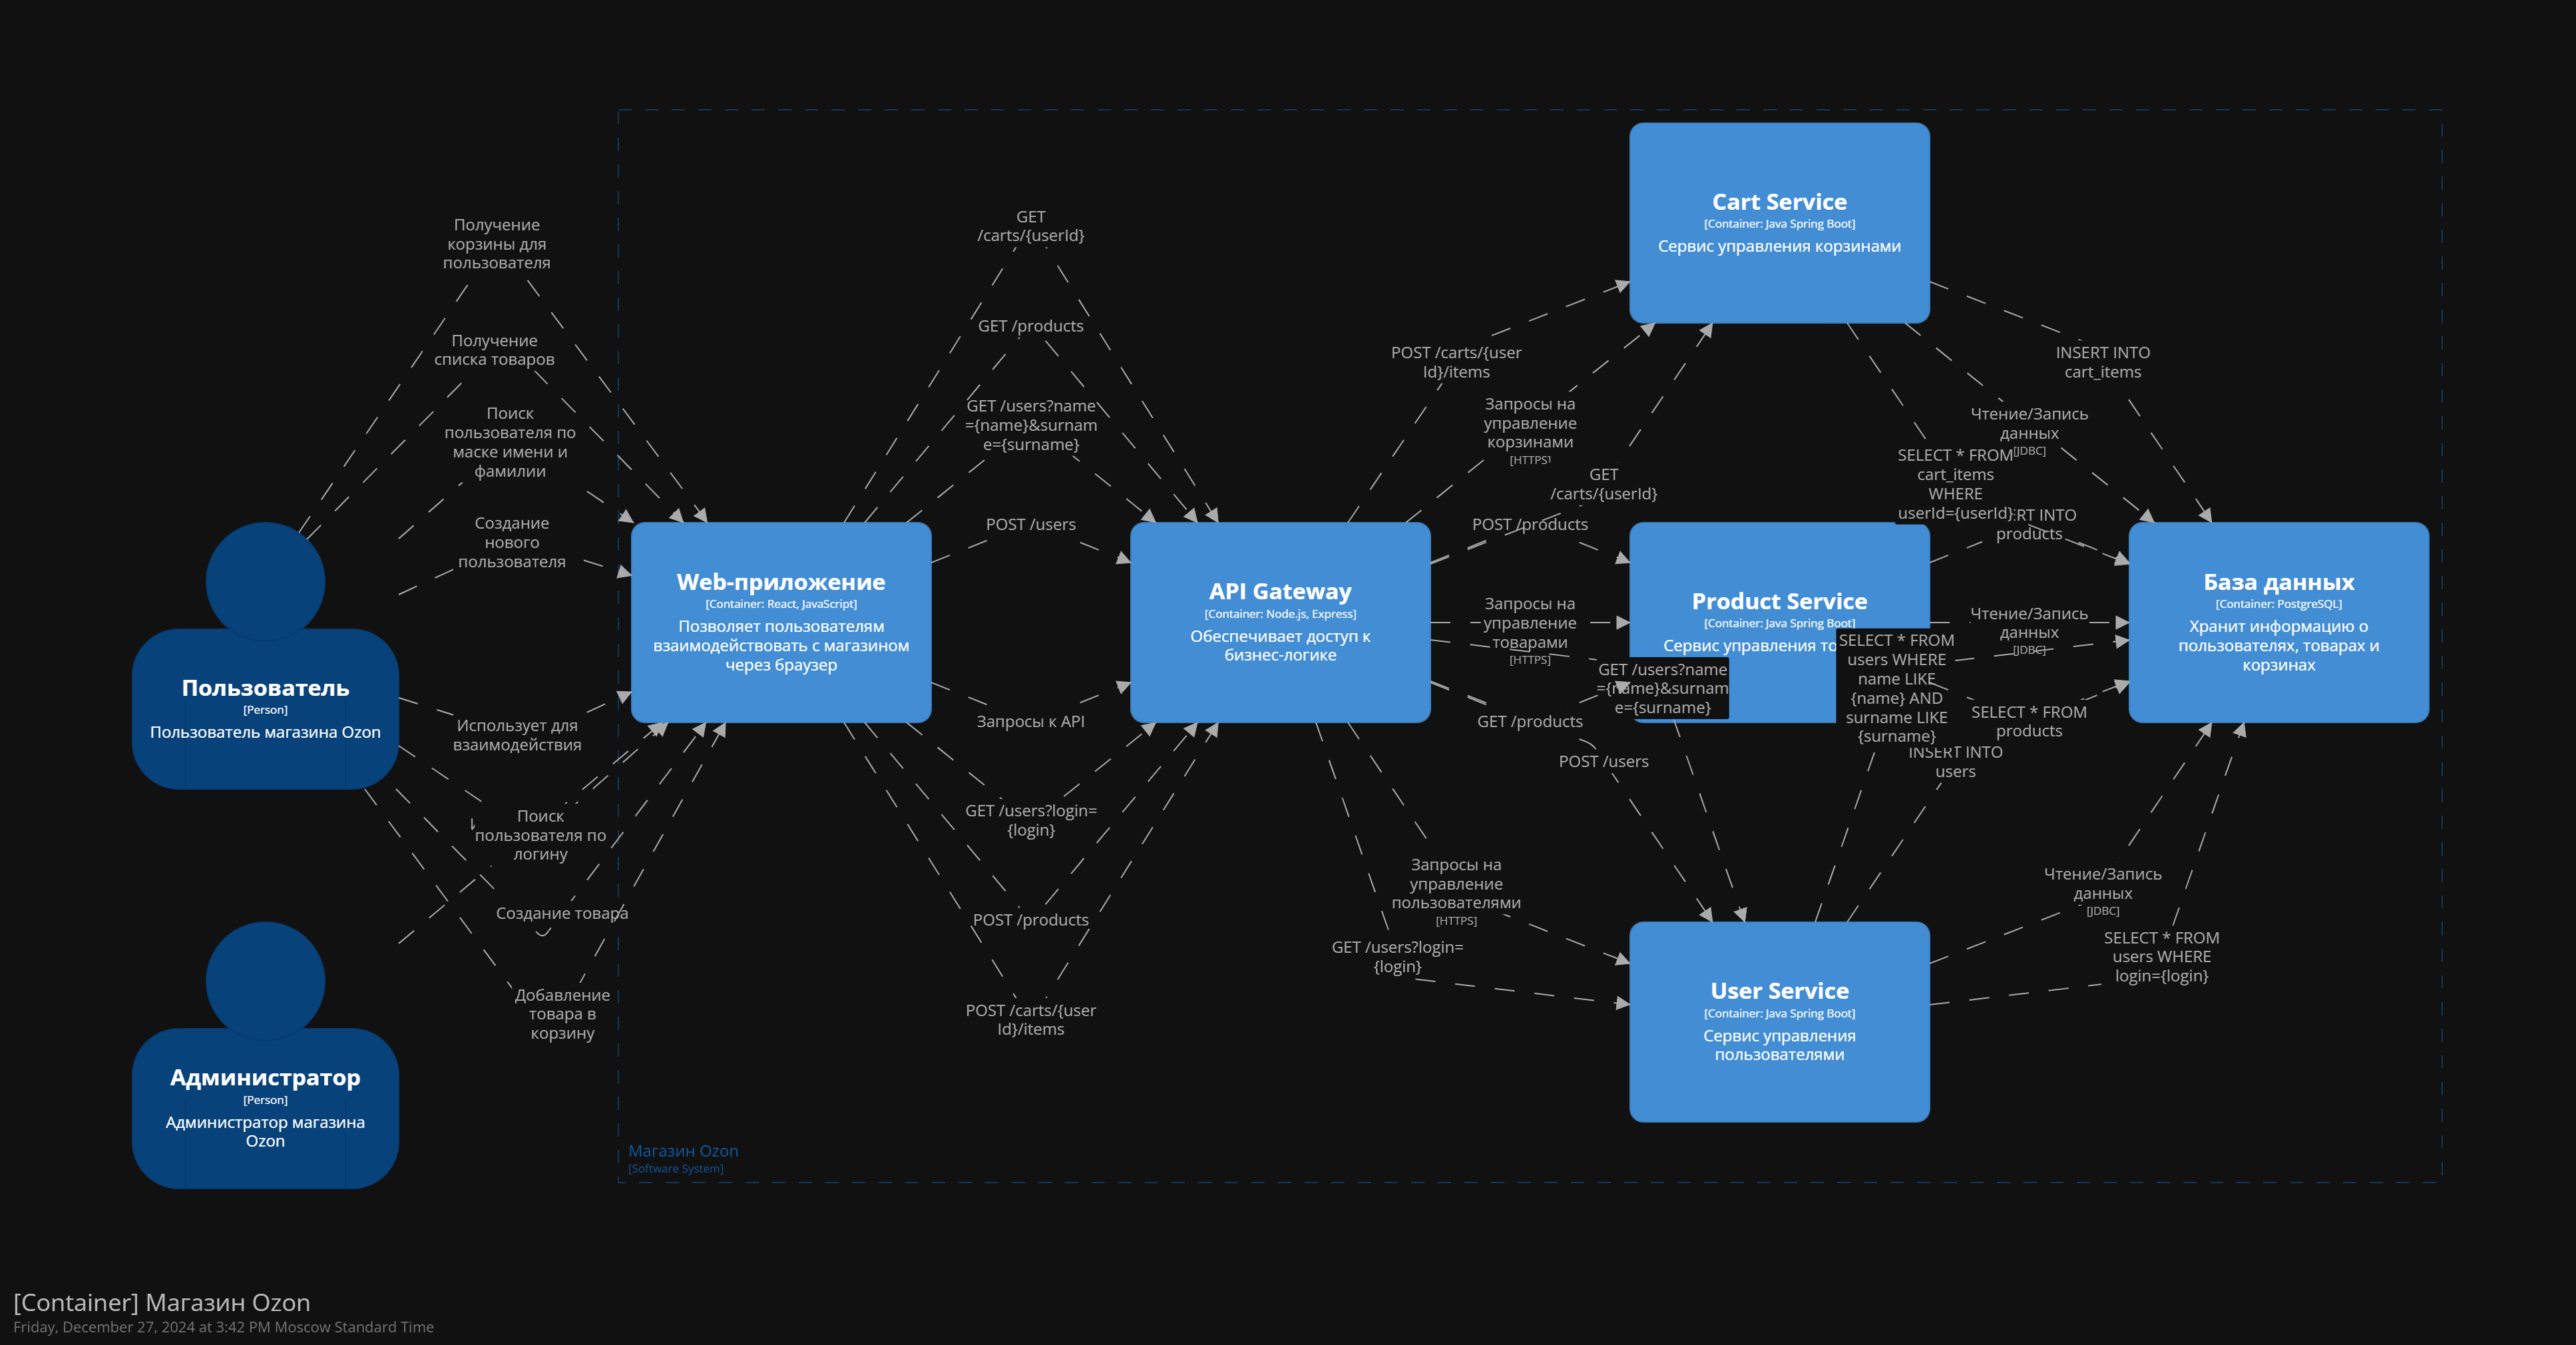 Получение
корзины для
пользователя
Получение
списка товаров
Поиск
пользователя по
маске имени и
фамилии
Создание
нового
пользователя
Пользователь
[Person]
Пользователь магазина Ozon
Использует для
взаимодействия
Поиск
пользователя по
логину
Создание товара
Добавление
товара в
корзину
Администратор
[Person]
Администратор магазина
Ozon
Web-приложение
[Container: React, JavaScript]
Позволяет пользователям
взаимодействовать с магазином
через браузер
GET
/carts/{userId}
GET /products
GET /users?name
={name}&surnam
e={surname}
POST /users
Запросы к API
GET /users?login=
{login}
POST /products
POST /carts/{user
Id}/items
API Gateway
[Container: Node.js, Express]
Обеспечивает доступ к
бизнес-логике
POST /carts/{user
Id}/items
Запросы на
управление
корзинами
[HTTPS]
GET
/carts/{userId}
POST /products
Запросы на
управление
товарами
[HTTPS]
GET /users?name
={name}&surnam
e={surname}
GET /products
POST /users
Запросы на
управление
пользователями
[HTTPS]
GET /users?login=
{login}
Cart Service
[Container: Java Spring Boot]
Сервис управления корзинами
Product Service
[Container: Java Spring Boot]
Сервис управления
User Service
[Container: Java Spring Boot]
Сервис управления
пользователями
INSERT INTO
cart_items
Чтение/Запись
данных
[JDBC]
SELECT * FROM
cart_items
WHERE
userId={userId}
INTO
products
Чтение/Запись
данных
[JDBC]
SELECT * FROM
users WHERE
name LIKE
{name} AND
surname LIKE
{surname}
SELECT * FROM
products
INSERT INTO
users
Чтение/Запись
данных
[JDBC]
SELECT * FROM
users WHERE
login={login}
База данных
[Container: PostgreSQL]
Хранит информацию о
пользователях, товарах и
корзинах
Магазин Ozon
[Software System]
[Container] Магазин Ozon
Friday, December 27, 2024 at 3:42 PM Moscow Standard Time